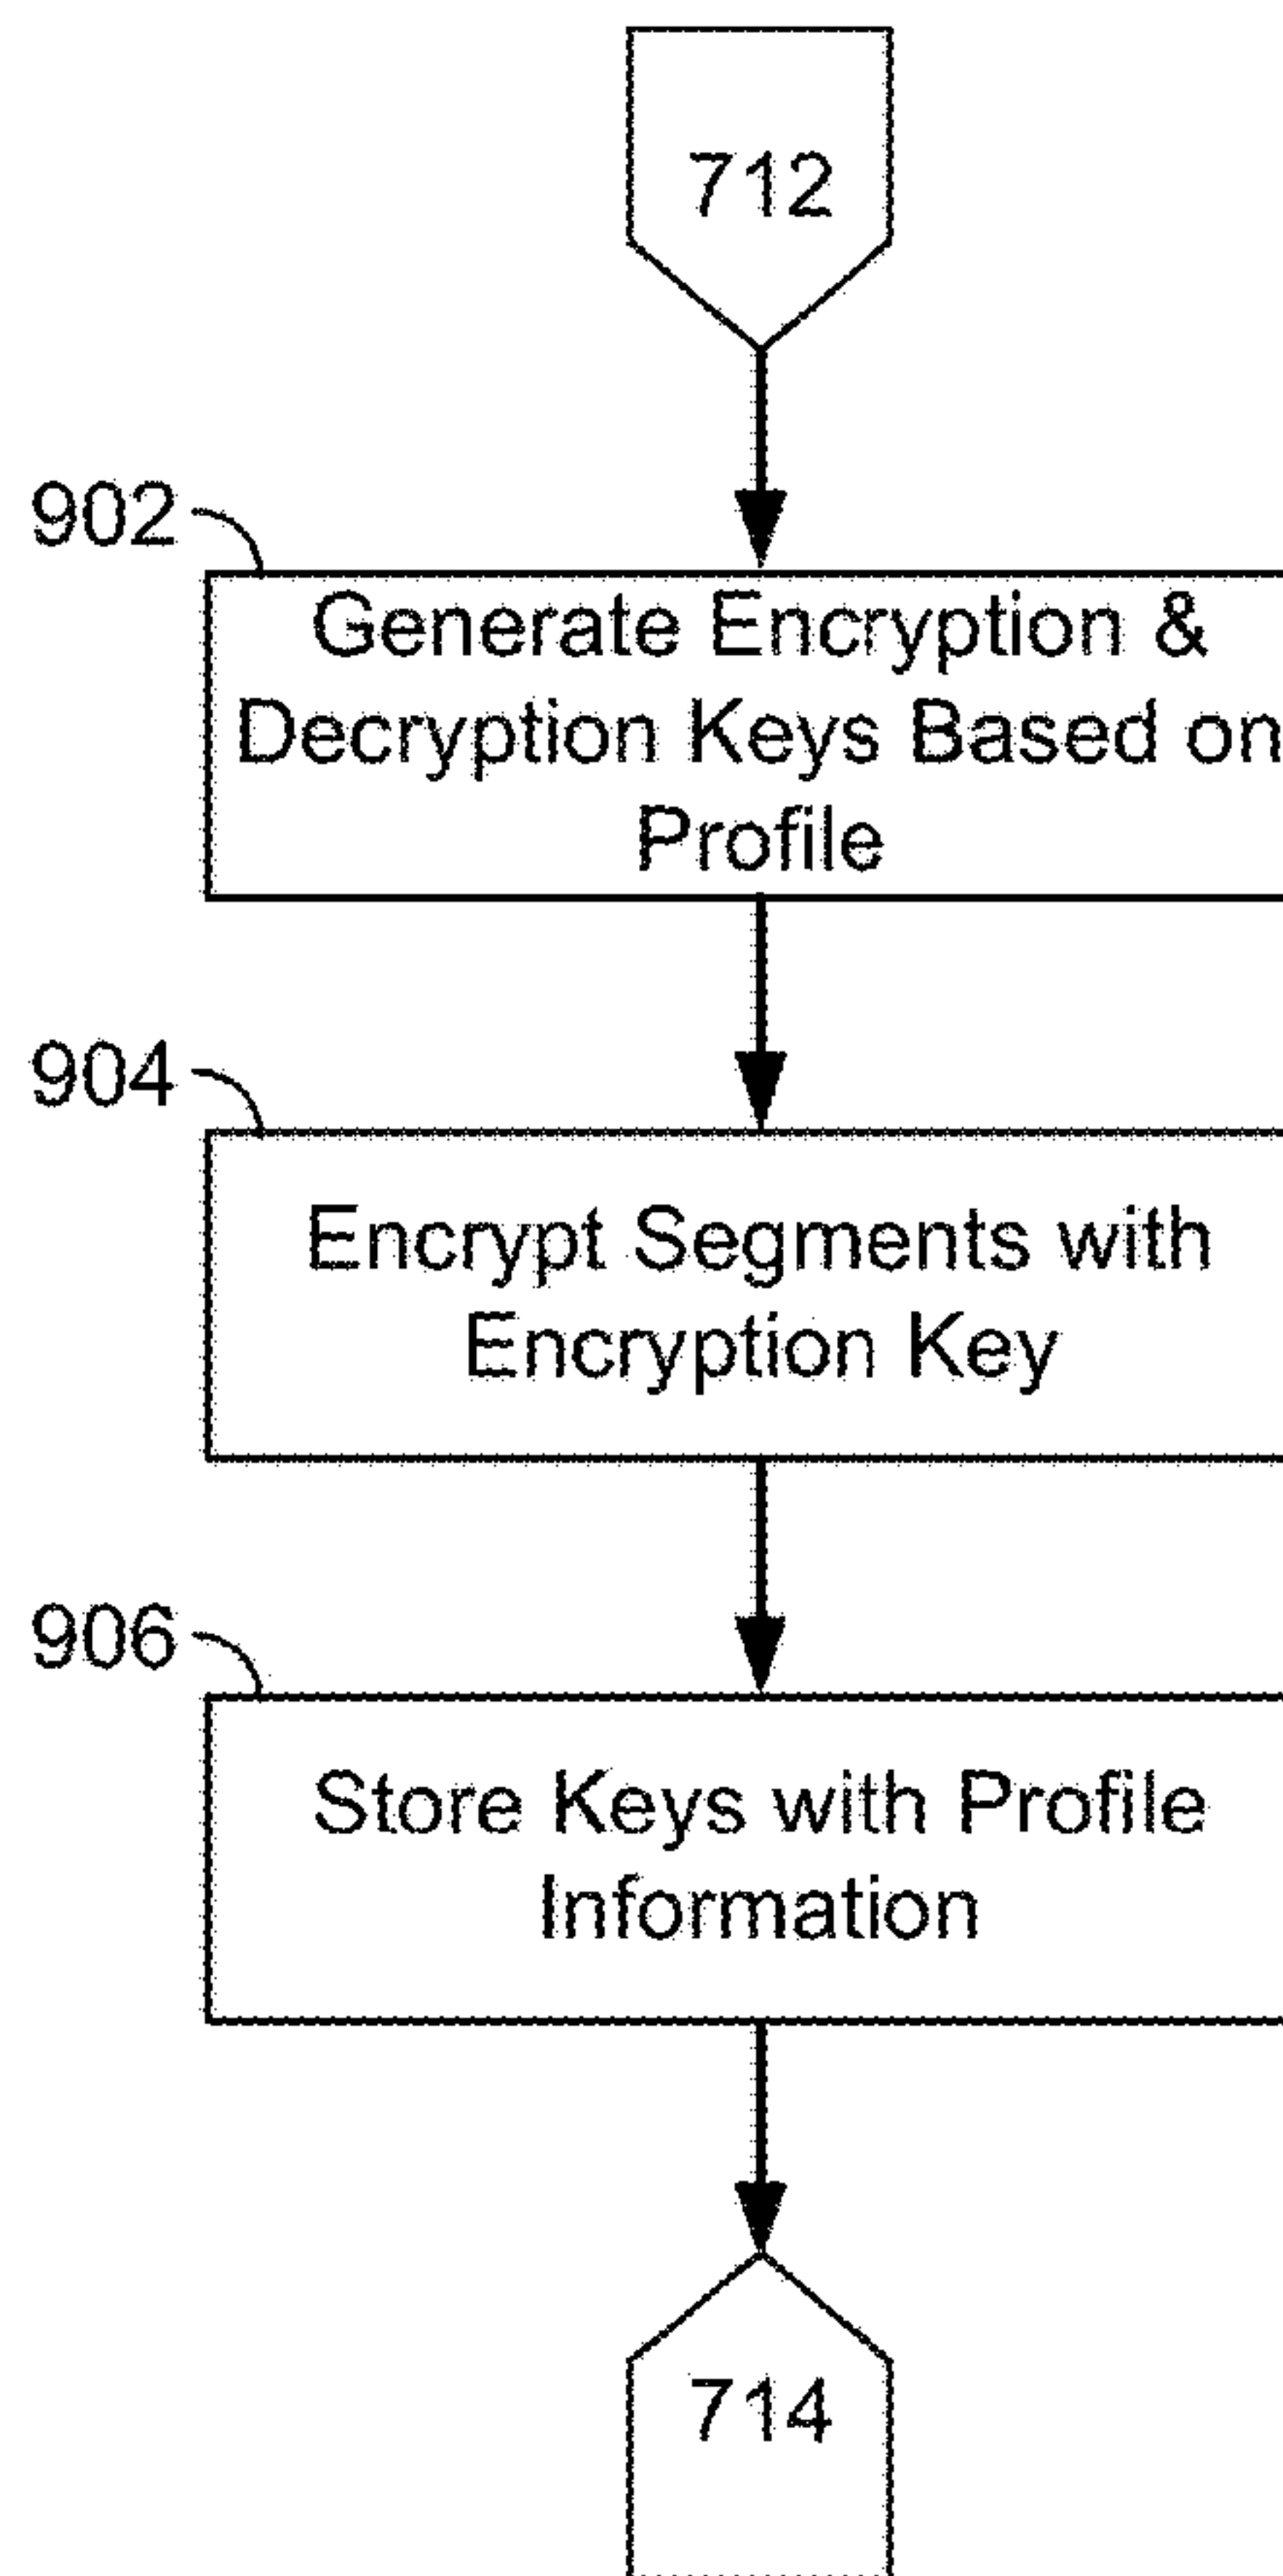 712
902
Generate Encryption &
Decryption Keys Based on
Profile
904
Encrypt Segments with
Encryption Key
906
Store Keys with Profile
Information
714